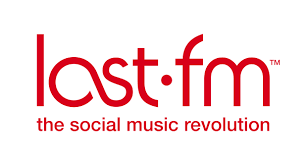 last·fm™
the social music revolution